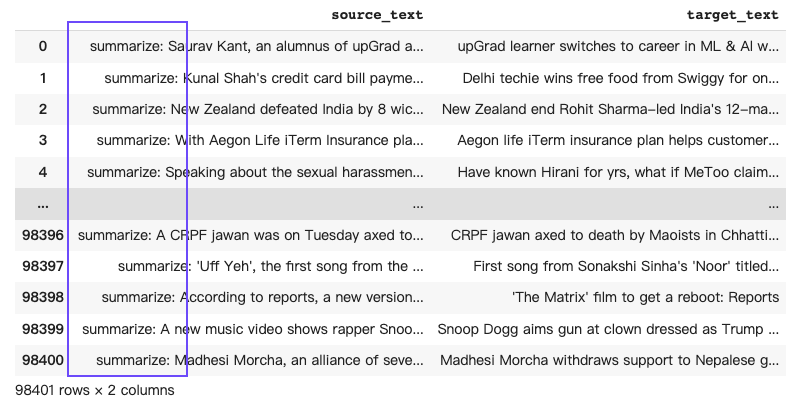 source_text target_text
0 summarize: Saurav Kant, an alumnus of upGrad a... upGrad learner switches to career in ML & Al w...
1 summarize: Kunal Shah's credit card bill payme... Delhi techie wins free food from Swiggy for on...
2 summarize: New Zealand defeated India by 8 wic... New Zealand end Rohit Sharma-led India's 12-ma...
3 summarize: With Aegon Life iTerm Insurance pla... Aegon life iTerm insurance plan helps customer...
4 summarize: Speaking about the sexual harassmen... Have known Hirani for yrs, what if MeToo claim...
... ... ...
98396 summarize: A CRPF jawan was on Tuesday axed to... CRPF jawan axed to death by Maoists in Chhatti...
98397 summarize: 'Uff Yeh', the first song from the ... First song from Sonakshi Sinha's 'Noor' titled...
98398 summarize: According to reports, a new version... 'The Matrix' film to get a reboot: Reports
98399 summarize: A new music video shows rapper Snoo... Snoop Dogg aims gun at clown dressed as Trump ...
98400 summarize: Madhesi Morcha, an alliance of seve... Madhesi Morcha withdraws support to Nepalese g...
98401 rows × 2 columns